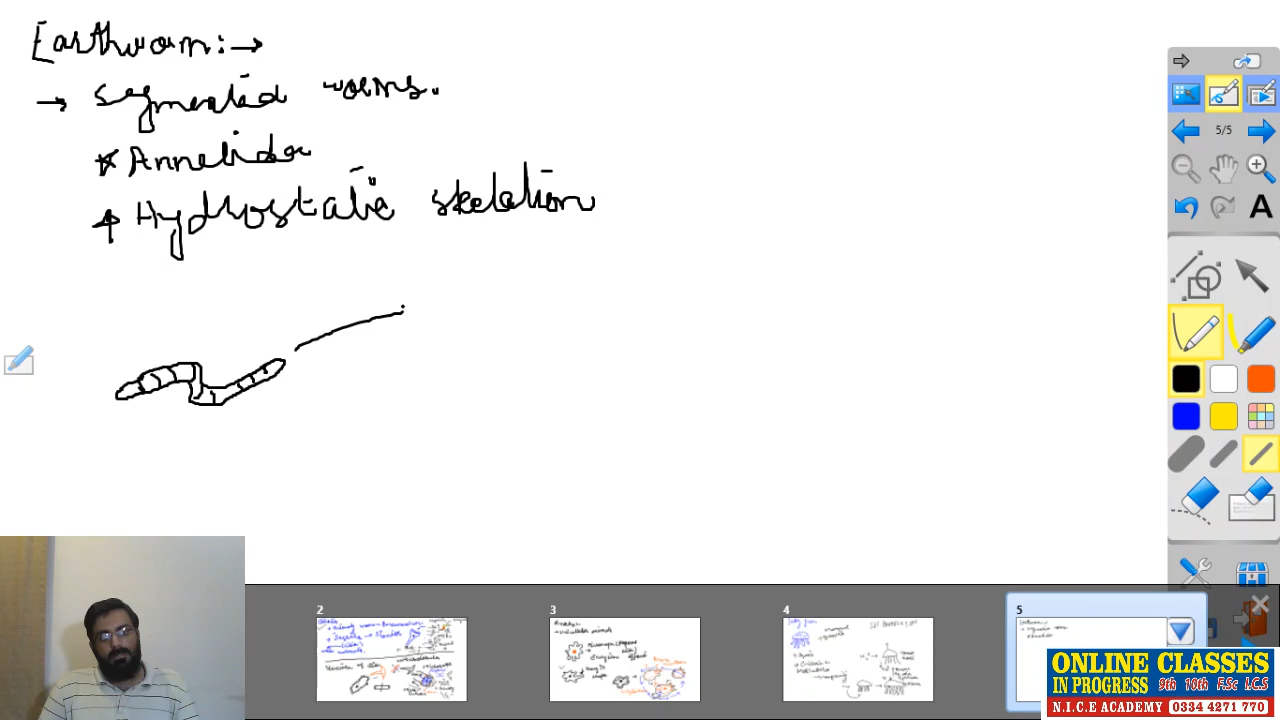 Earthworm: →
→ Segmented worms.
* Annelida
* Hydrostatic skeletion
5/5
A
2
3
4
5
ONLINE CLASSES
IN PROGRESS 9th 10th F.Sc I.C.S
N.I.C.E ACADEMY 0334 4271 770